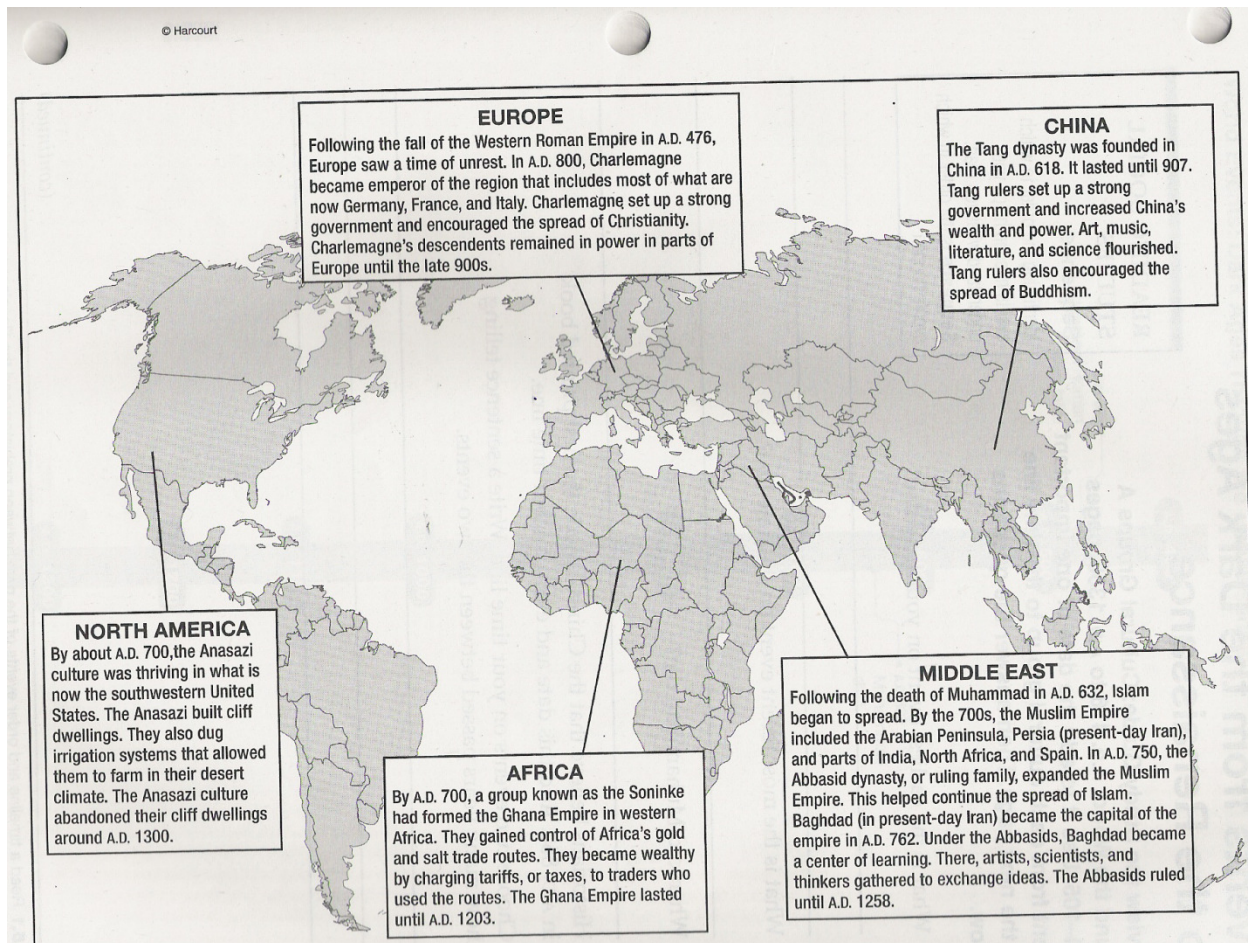 © Harcourt
EUROPE
Following the fall of the Western Roman Empire in A.D. 476,
Europe saw a time of unrest. In A.D. 800, Charlemagne
became emperor of the region that includes most of what are
now Germany, France, and Italy. Charlemagne set up a strong
government and encouraged the spread of Christianity.
Charlemagne's descendents remained in power in parts of
Europe until the late 900s.
CHINA
The Tang dynasty was founded in
China in A.D. 618. It lasted until 907.
Tang rulers set up a strong
government and increased China's
wealth and power. Art, music,
literature, and science flourished.
Tang rulers also encouraged the
spread of Buddhism.
NORTH AMERICA
By about A.D. 700,the Anasazi
culture was thriving in what is
now the southwestern United
States. The Anasazi built cliff
dwellings. They also dug
irrigation systems that allowed
them to farm in their desert
climate. The Anasazi culture
abandoned their cliff dwellings
around A.D. 1300.
AFRICA
By A.D. 700, a group known as the Soninke
had formed the Ghana Empire in western
Africa. They gained control of Africa's gold
and salt trade routes. They became wealthy
by charging tariffs, or taxes, to traders who
used the routes. The Ghana Empire lasted
until A.D. 1203.
MIDDLE EAST
Following the death of Muhammad in A.D. 632, Islam
began to spread. By the 700s, the Muslim Empire
included the Arabian Peninsula, Persia (present-day Iran),
and parts of India, North Africa, and Spain. In A.D. 750, the
Abbasid dynasty, or ruling family, expanded the Muslim
Empire. This helped continue the spread of Islam.
Baghdad (in present-day Iran) became the capital of the
empire in A.D. 762. Under the Abbasids, Baghdad became
a center of learning. There, artists, scientists, and
thinkers gathered to exchange ideas. The Abbasids ruled
until A.D. 1258.